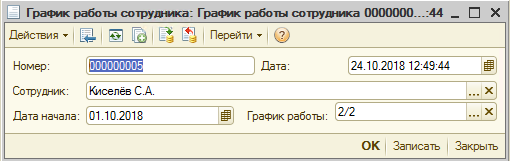 График работы сотрудника: График работы сотрудника 0000000...:44
Действия Перейти ?
Номер: 000000005 Дата: 24.10.2018 12:49:44
Сотрудник: Киселёв С.А. ... ×
Дата начала: 01.10.2018 График работы: 2/2 ... ×
OK Записать Закрыть